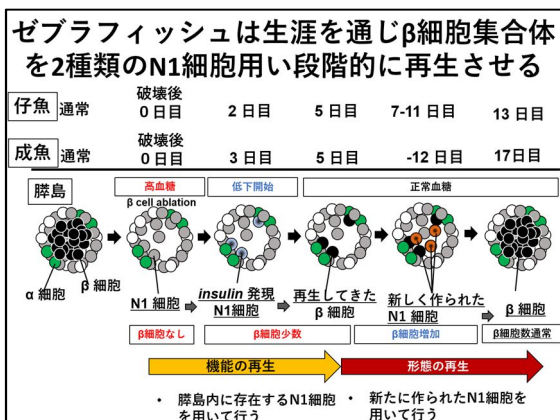 ゼブラフィッシュは生涯を通じβ細胞集合体
を2種類のN1細胞用い段階的に再生させる
仔魚 通常 破壊後 0日目 2日目 5日目 7-11日目 13日目
成魚 通常 破壊後 0日目 3日目 5日目 -12日目 17日目
膵島 高血糖 低下開始 正常血糖
β cell ablation
α細胞 β細胞
N1細胞 insulin 発現 N1細胞 再生してきた β細胞 新しく作られた N1細胞 β細胞
β細胞なし β細胞少数 β細胞増加 β細胞数通常
機能の再生 形態の再生
• 膵島内に存在するN1細胞
を用いて行う
• 新たに作られたN1細胞を
用いて行う